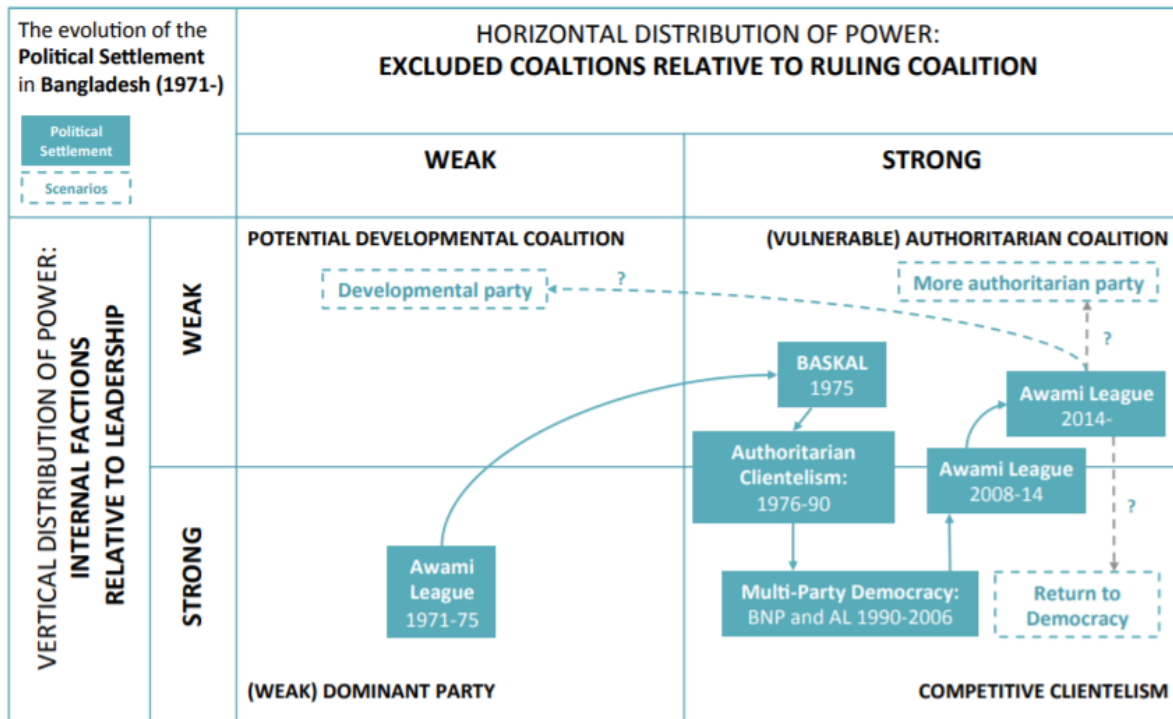 The evolution of the
Political Settlement
in Bangladesh (1971-)
Political
Settlement
Scenarios
HORIZONTAL DISTRIBUTION OF POWER:
EXCLUDED COALTIONS RELATIVE TO RULING COALITION
WEAK
STRONG
VERTICAL DISTRIBUTION OF POWER:
INTERNAL FACTIONS
RELATIVE TO LEADERSHIP
WEAK
STRONG
POTENTIAL DEVELOPMENTAL COALITION
(VULNERABLE) AUTHORITARIAN COALITION
Developmental party
?
More authoritarian party
?
BASKAL
1975
Awami League
2014-
Authoritarian
Clientelism:
1976-90
Awami League
2008-14
?
Awami
League
1971-75
Multi-Party Democracy:
BNP and AL 1990-2006
Return to
Democracy
(WEAK) DOMINANT PARTY
COMPETITIVE CLIENTELISM